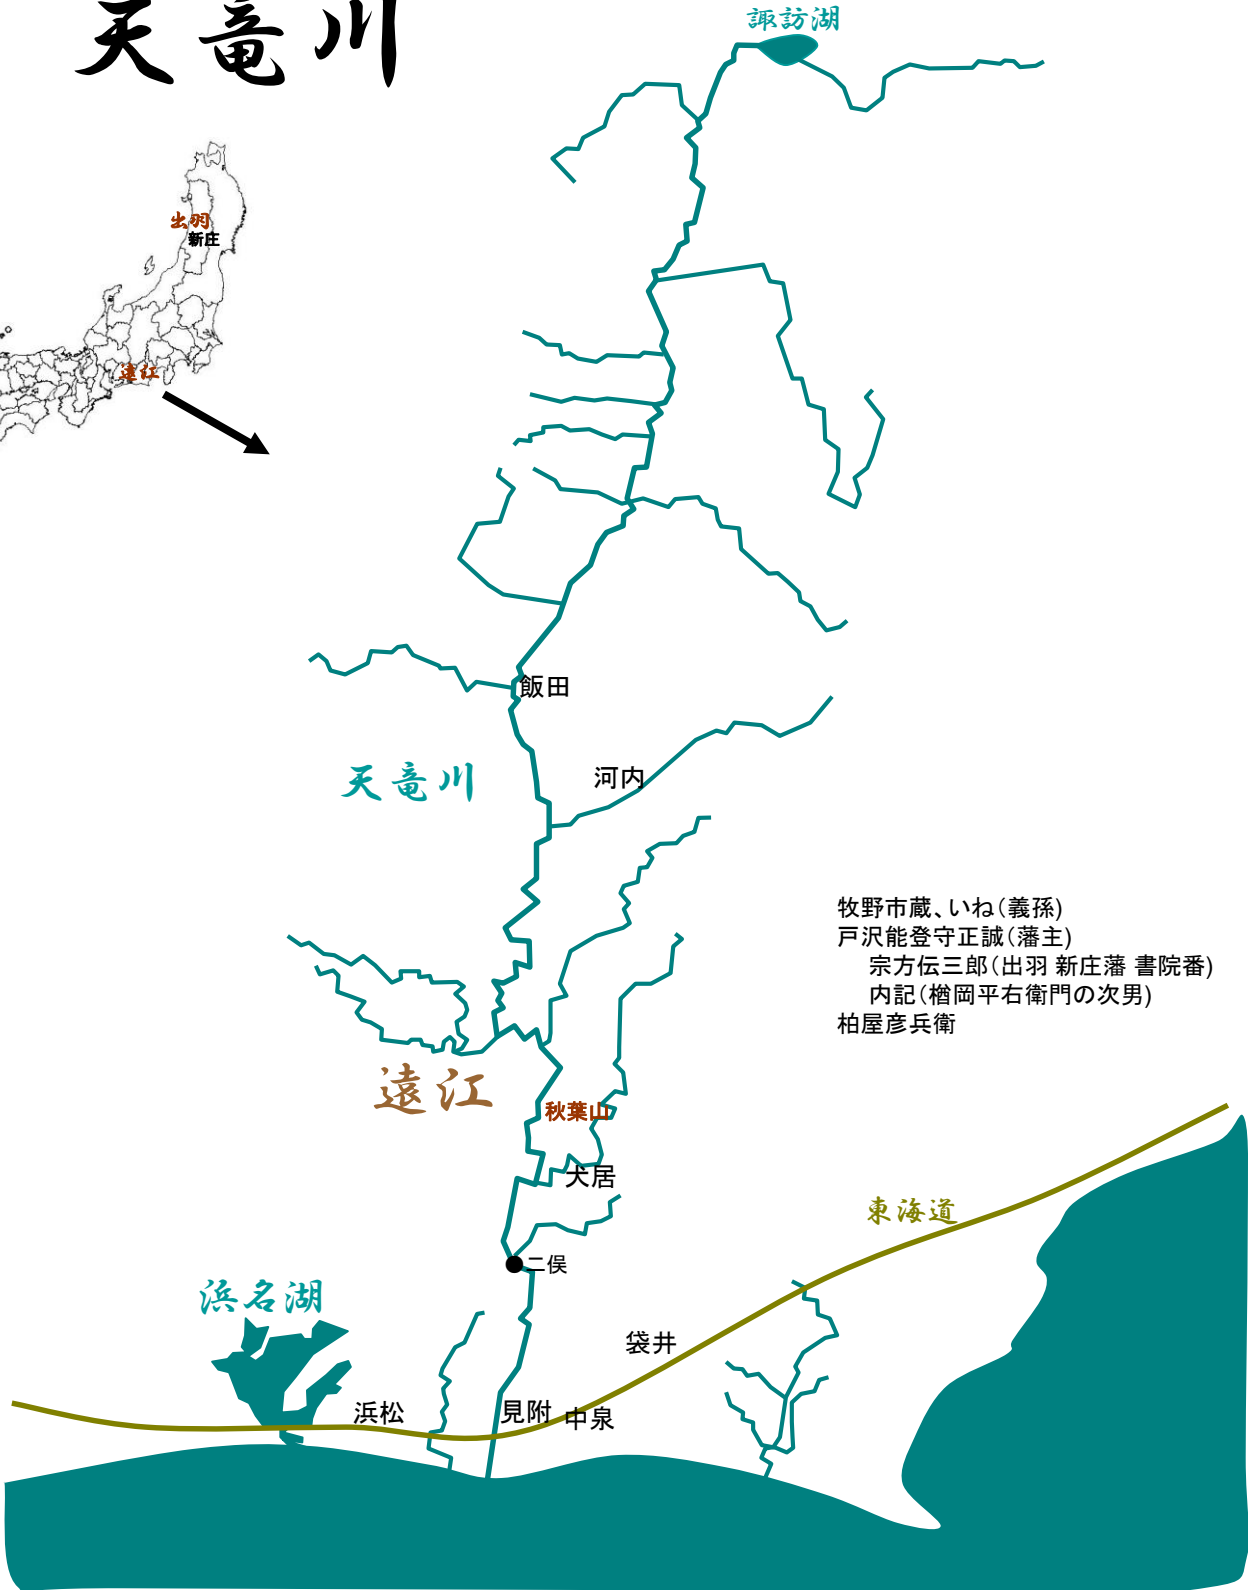 天竜川
諏訪湖
出羽
新庄
遠江
飯田
天竜川
河内
牧野市蔵、いね(義孫)
戸沢能登守正誠(藩主)
宗方伝三郎(出羽 新庄藩 書院番)
内記(楢岡平右衛門の次男)
柏屋彦兵衛
遠江
秋葉山
犬居
東海道
二俣
浜名湖
袋井
浜松
見附
中泉